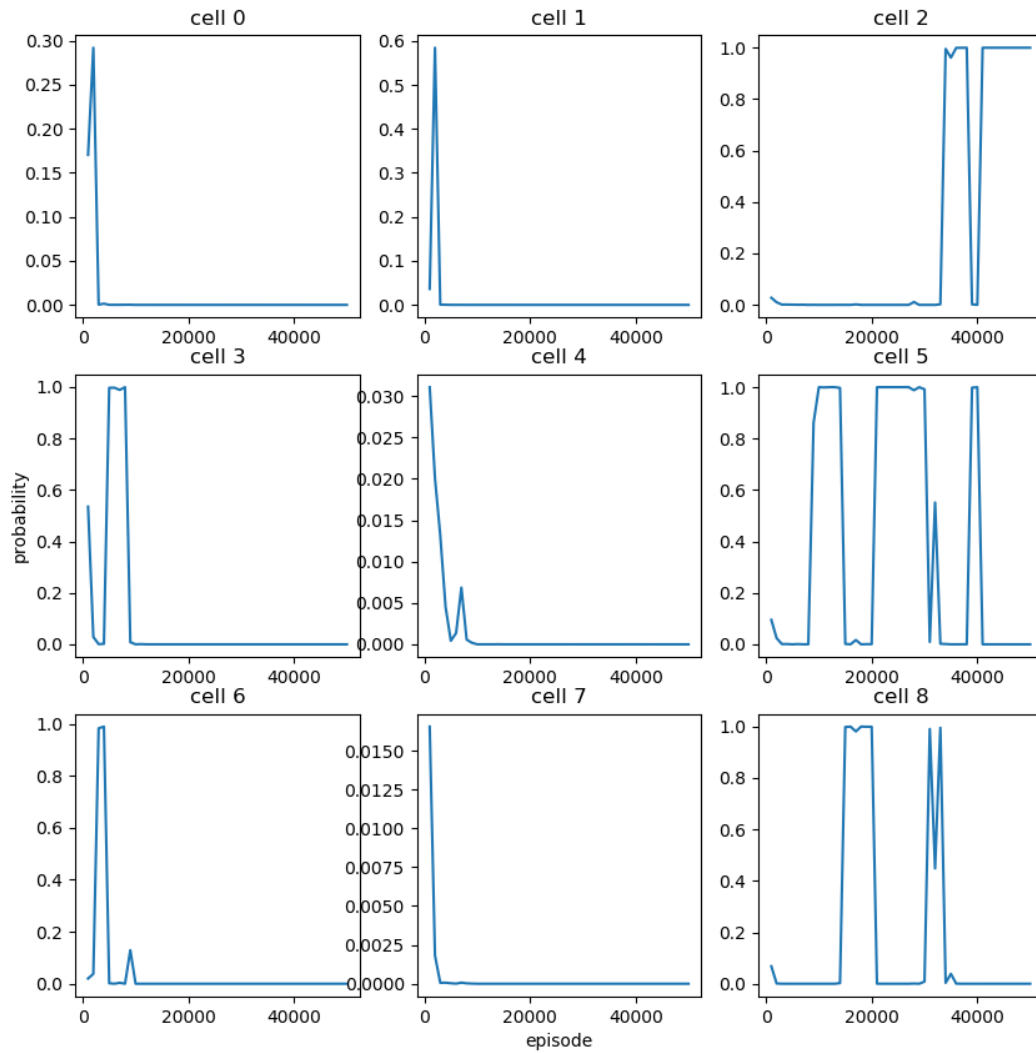 cell 0
0.30
0.25
0.20
0.15
0.10
0.05
0.00
0 20000 40000
cell 1
0.6
0.5
0.4
0.3
0.2
0.1
0.0
0 20000 40000
cell 2
1.0
0.8
0.6
0.4
0.2
0.0
0 20000 40000
cell 3
probability
1.0
0.8
0.6
0.4
0.2
0.0
0 20000 40000
cell 4
0.030
0.025
0.020
0.015
0.010
0.005
0.000
0 20000 40000
cell 5
1.0
0.8
0.6
0.4
0.2
0.0
0 20000 40000
cell 6
1.0
0.8
0.6
0.4
0.2
0.0
0 20000 40000
cell 7
0.0150
0.0125
0.0100
0.0075
0.0050
0.0025
0.0000
0 20000 40000
episode
cell 8
1.0
0.8
0.6
0.4
0.2
0.0
0 20000 40000